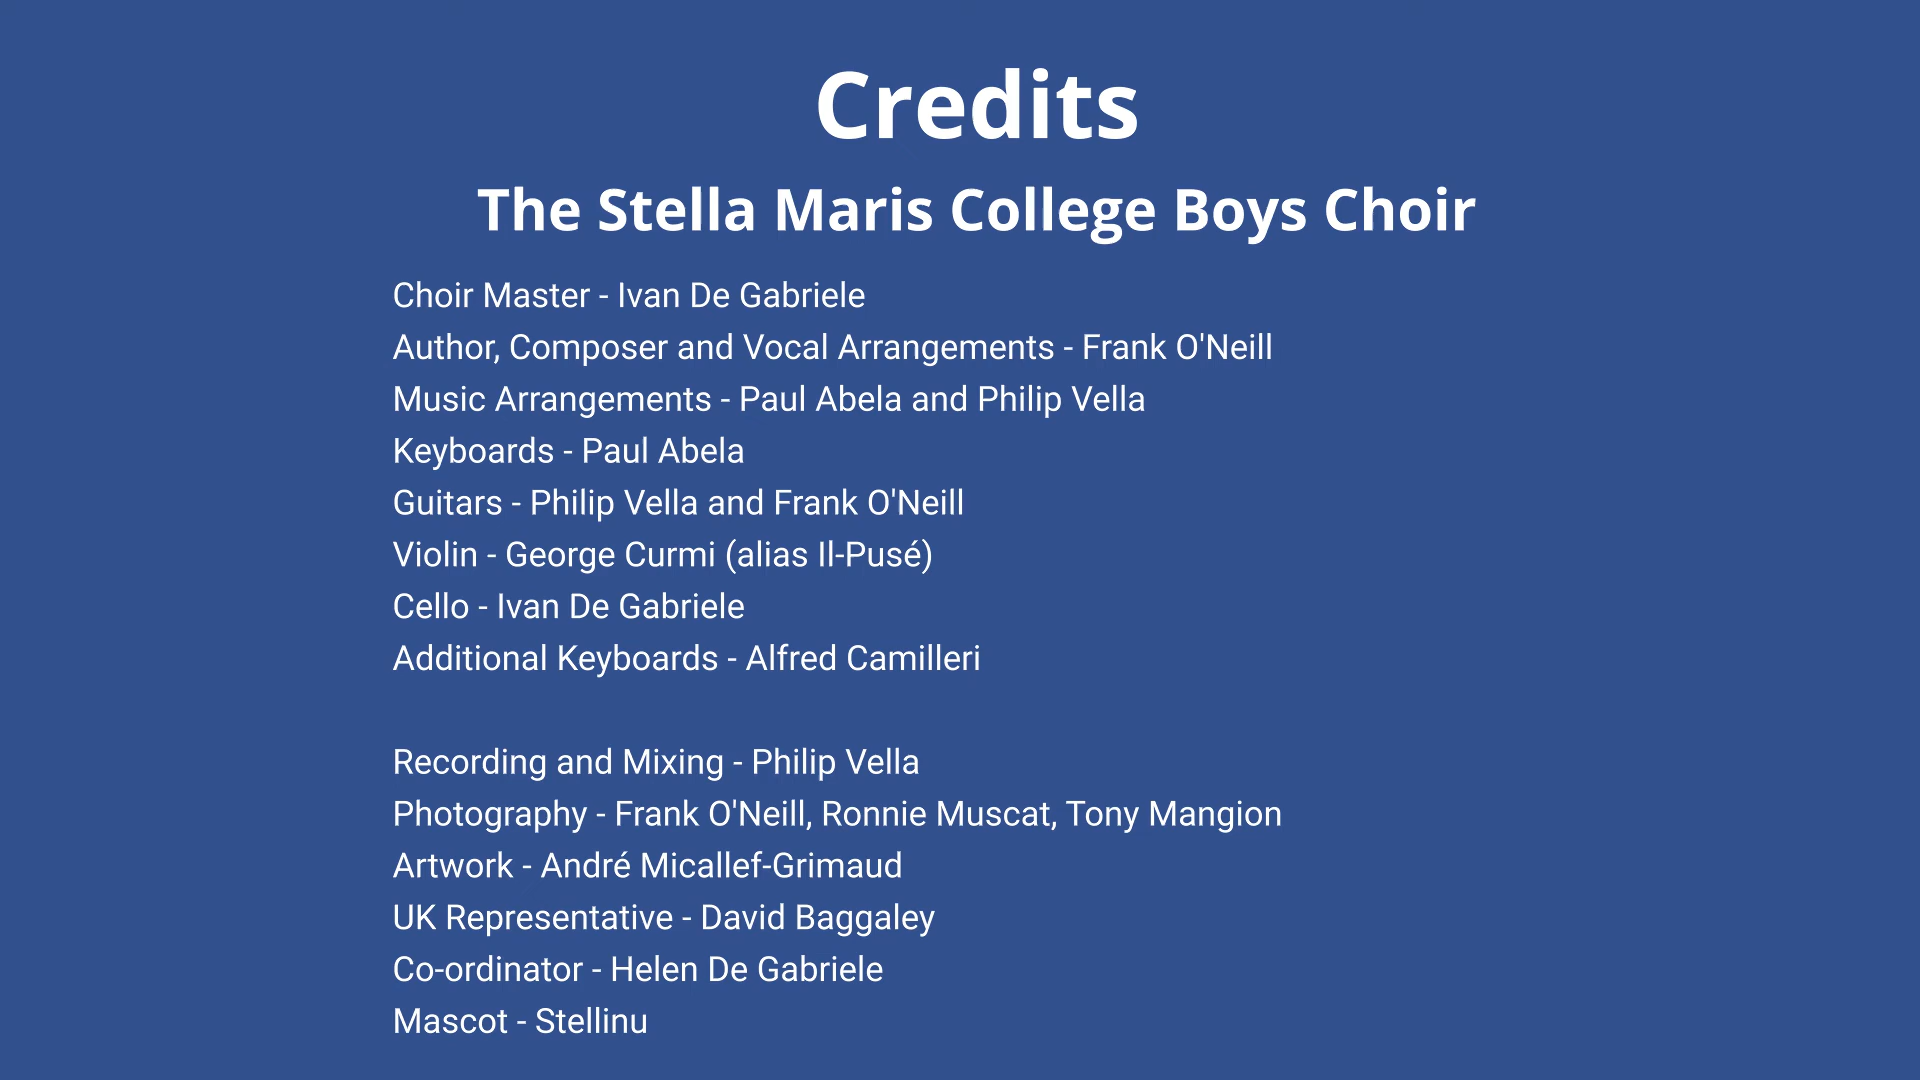 Credits
The Stella Maris College Boys Choir
Choir Master - Ivan De Gabriele
Author, Composer and Vocal Arrangements - Frank O'Neill
Music Arrangements - Paul Abela and Philip Vella
Keyboards - Paul Abela
Guitars - Philip Vella and Frank O'Neill
Violin - George Curmi (alias Il-Pusé)
Cello - Ivan De Gabriele
Additional Keyboards - Alfred Camilleri
Recording and Mixing - Philip Vella
Photography - Frank O'Neill, Ronnie Muscat, Tony Mangion
Artwork - André Micallef-Grimaud
UK Representative - David Baggaley
Co-ordinator - Helen De Gabriele
Mascot - Stellinu